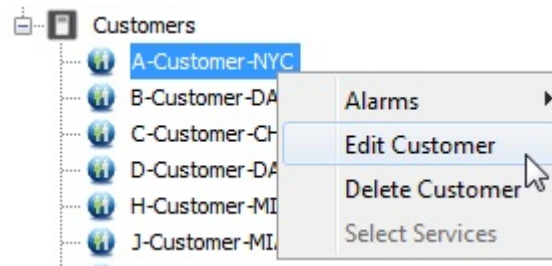 Customers
A-Customer-NYC
B-Customer-DA
Alarms
C-Customer-CH
Edit Customer
D-Customer-DA
Delete Customer
H-Customer-MI
J-Customer-MIA
Select Services